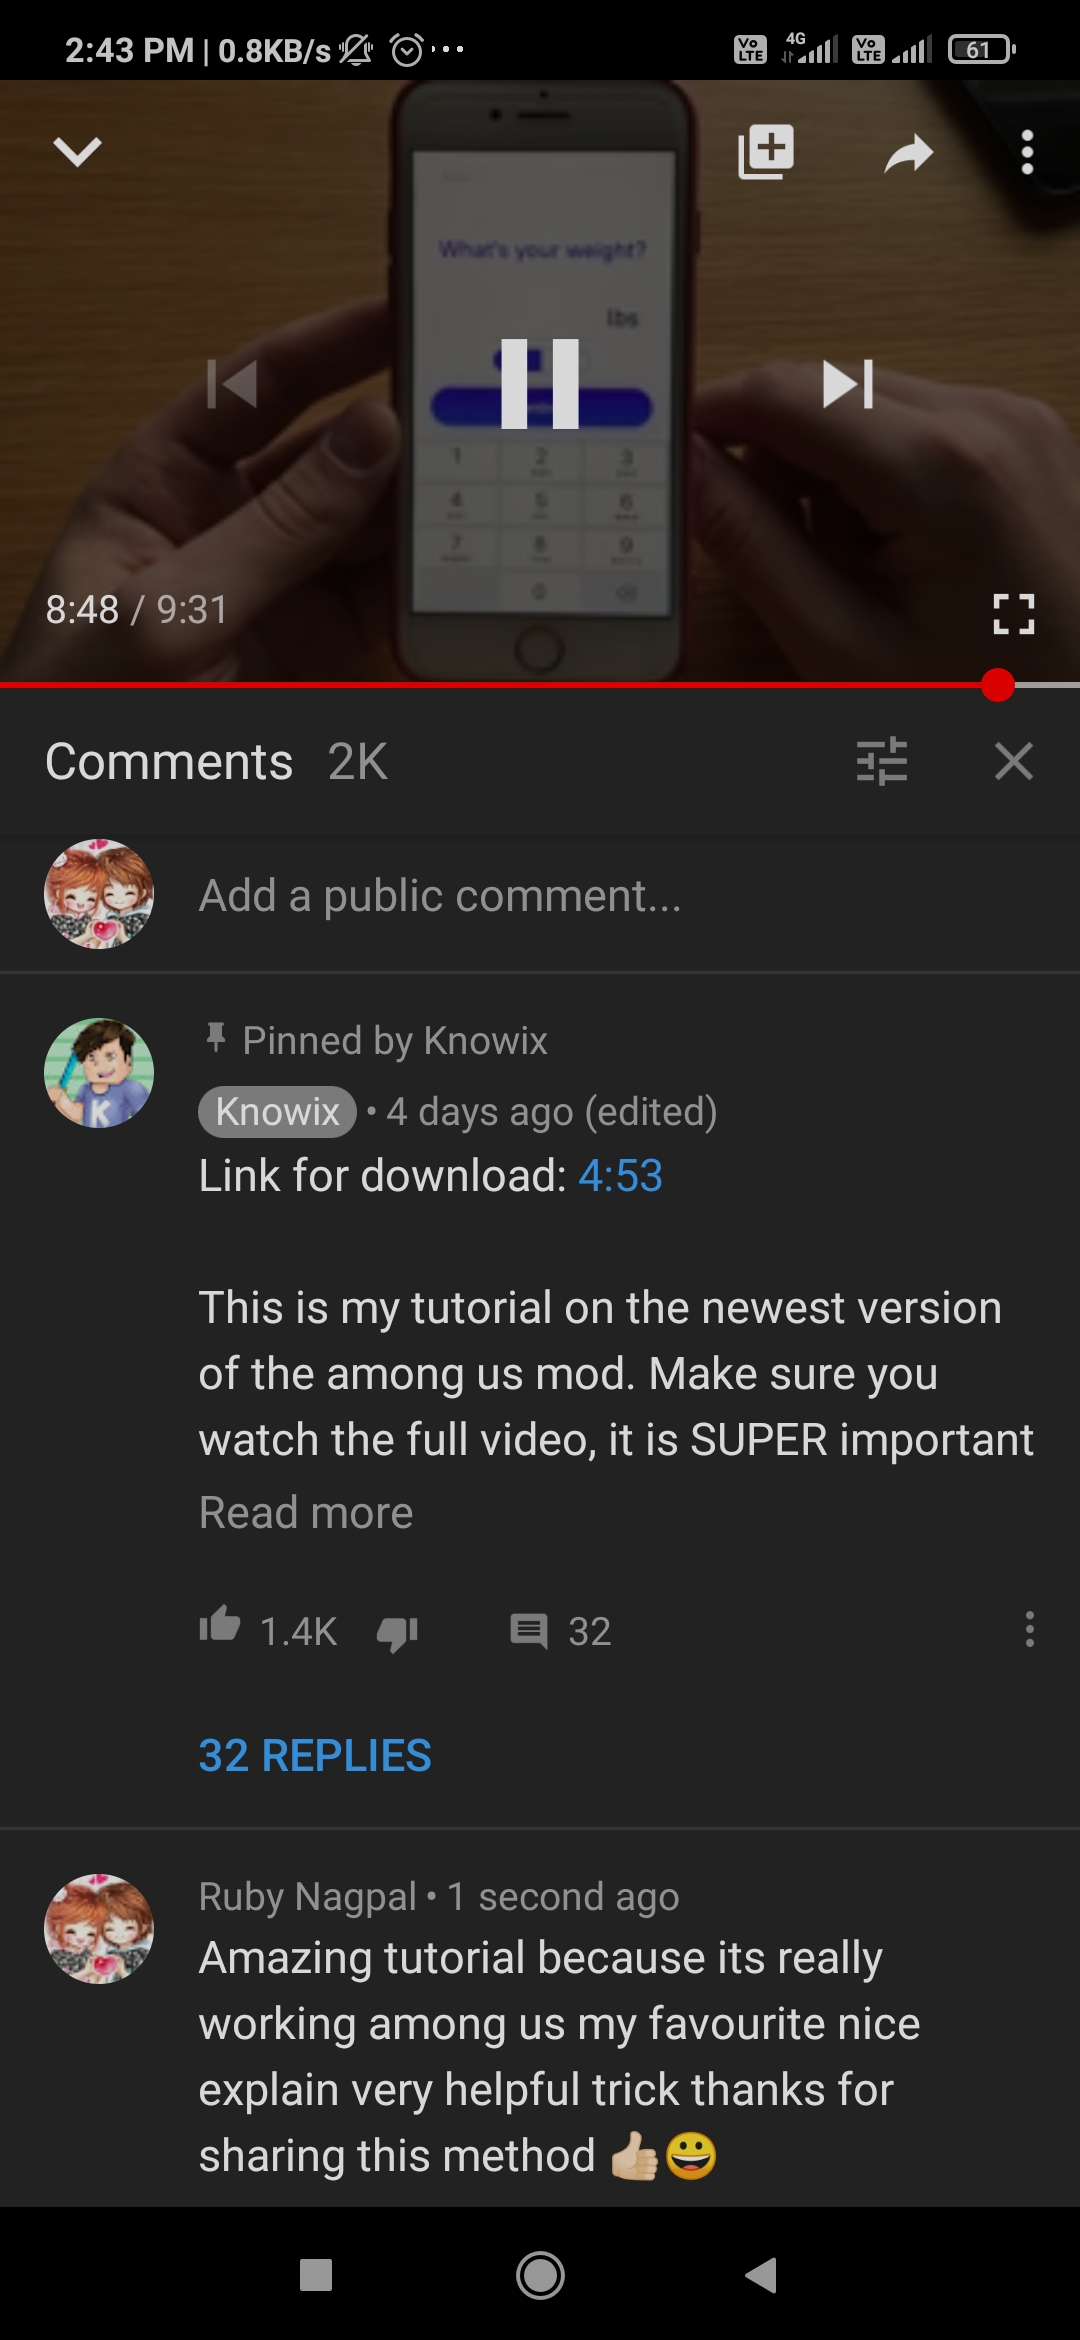 2:43 PM | 0.8KB/s
Vo LTE 4G Vo LTE 61
What's your weight?
lbs
1 2 3
4 5 6
7 8 9
0
8:48 / 9:31
Comments 2K
Add a public comment...
Pinned by Knowix
Knowix • 4 days ago (edited)
Link for download: 4:53
This is my tutorial on the newest version
of the among us mod. Make sure you
watch the full video, it is SUPER important
Read more
1.4K 32
32 REPLIES
Ruby Nagpal • 1 second ago
Amazing tutorial because its really
working among us my favourite nice
explain very helpful trick thanks for
sharing this method 👍🏻😀